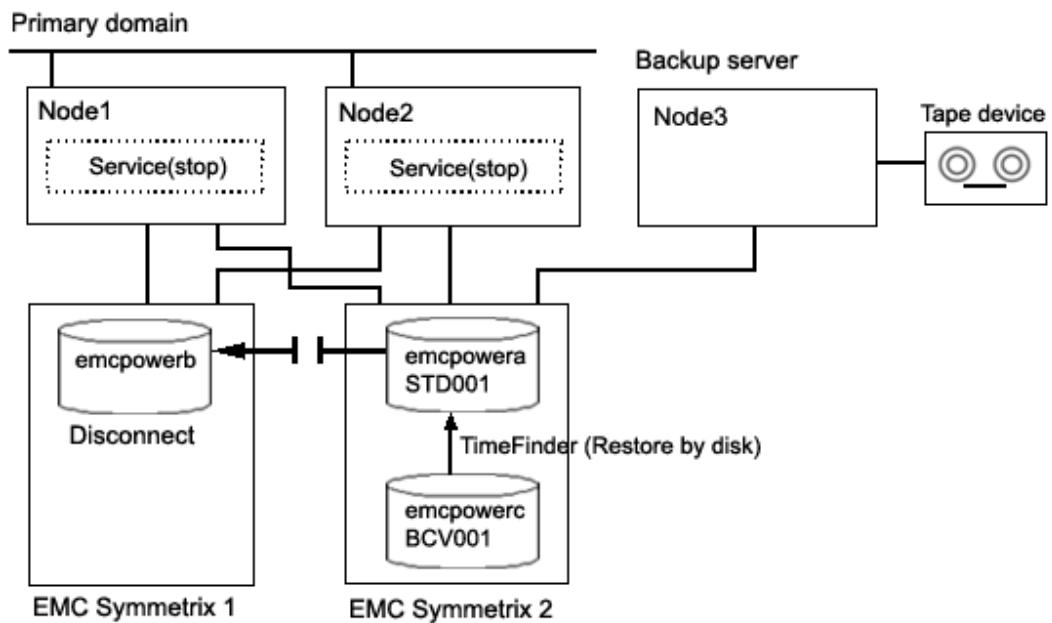 Primary domain
Backup server
Node1
Node2
Node3
Tape device
Service(stop)
Service(stop)
emcpowerb
emcpowera
STD001
Disconnect
TimeFinder (Restore by disk)
emcpowerc
BCV001
EMC Symmetrix 1
EMC Symmetrix 2